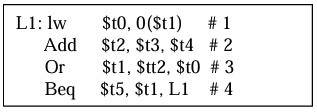 L1: lw $t0, 0($t1) # 1
Add $t2, $t3, $t4 # 2
Or $t1, $tt2, $t0 # 3
Beq $t5, $t1, L1 # 4